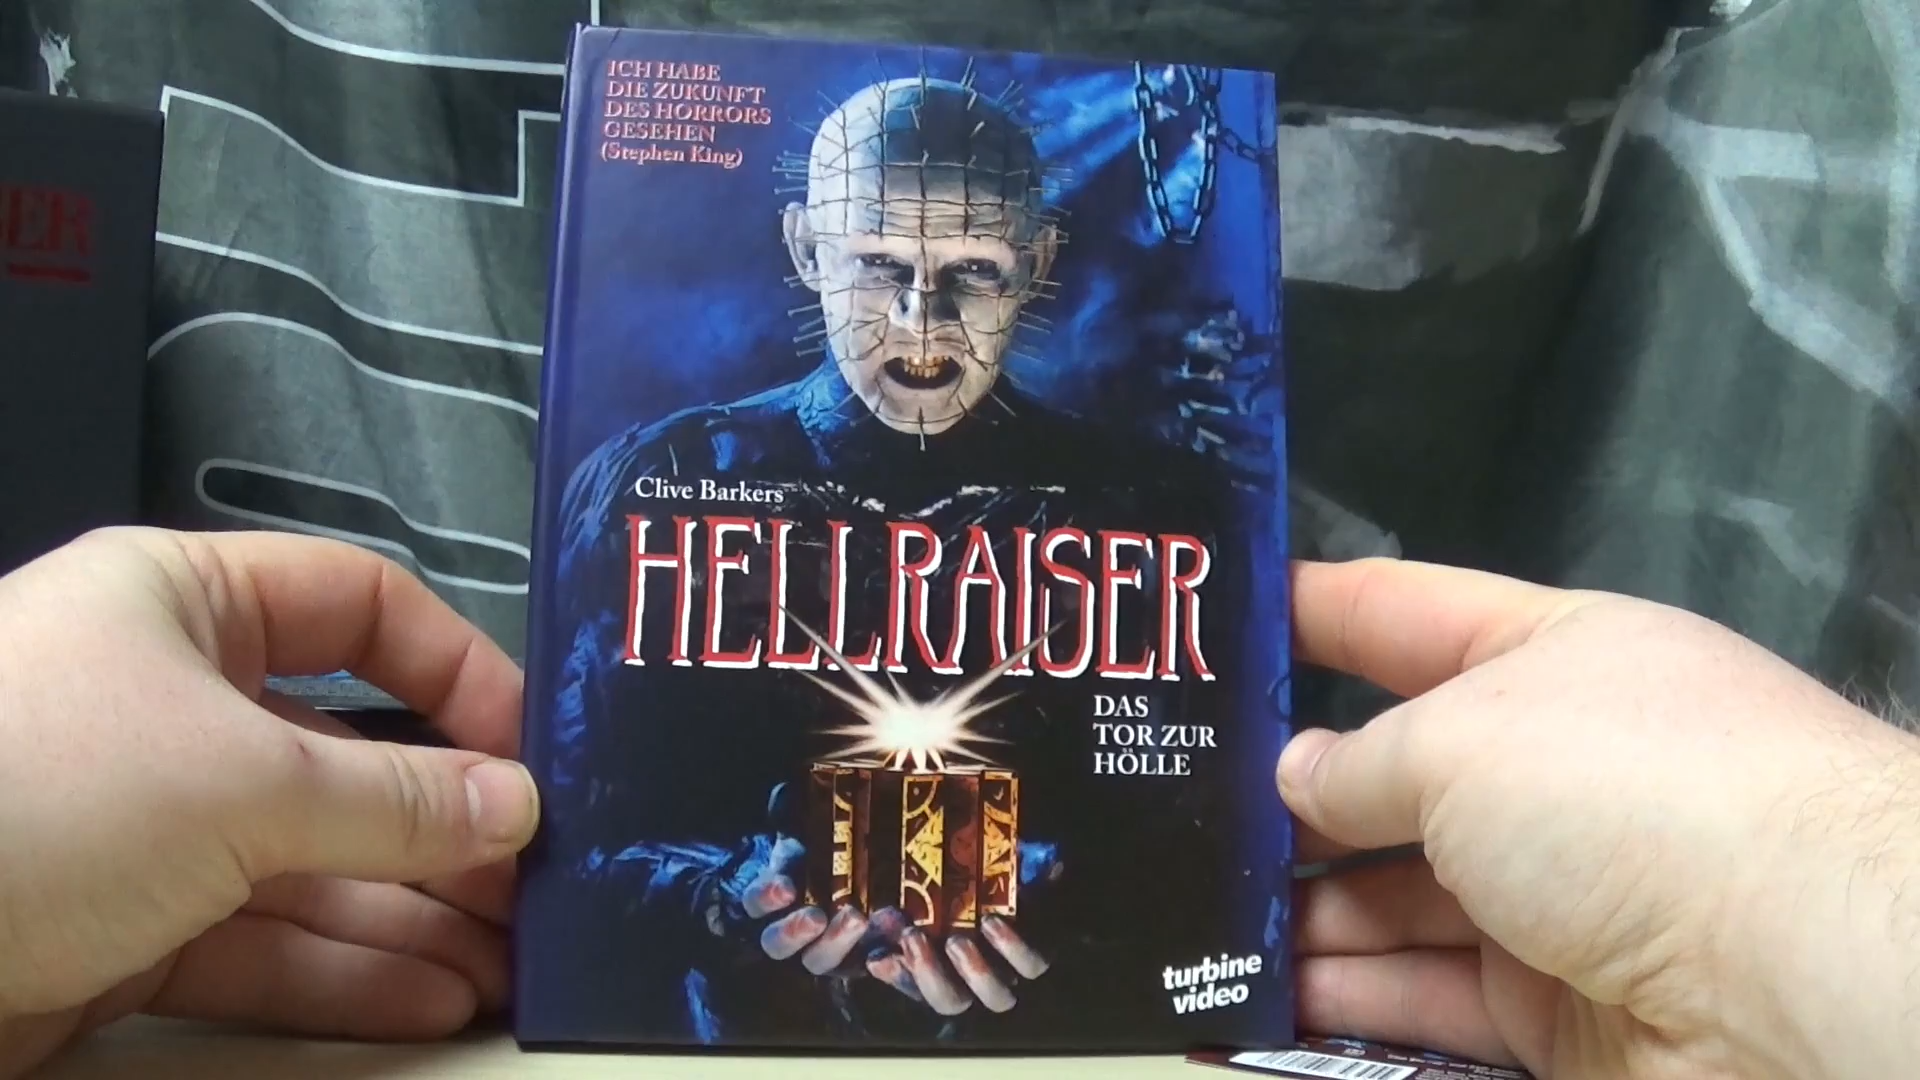 ICH HABE
DIE ZUKUNFT
DES HORRORS
GESEHEN
(Stephen King)
Clive Barkers
HELLRAISER
DAS
TOR ZUR
HÖLLE
turbine
video